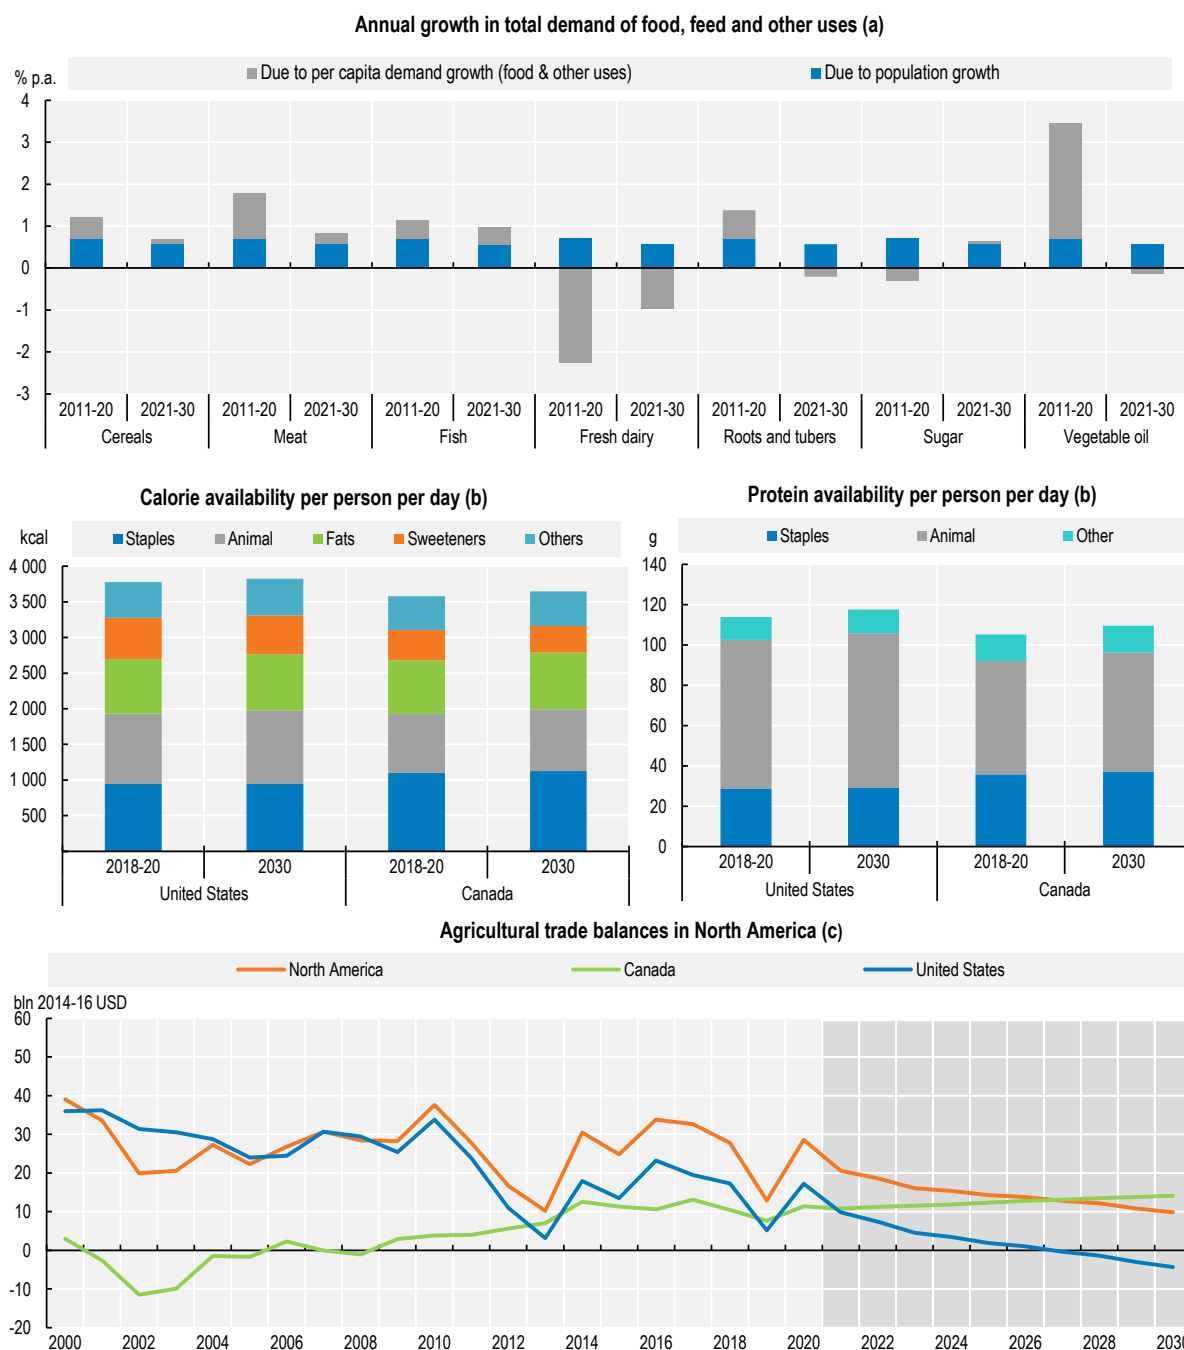 Annual growth in total demand of food, feed and other uses (a)
% p.a.
Due to per capita demand growth (food & other uses)
Due to population growth
4
3
2
1
0
-1
-2
-3
2011-20 2021-30 2011-20 2021-30 2011-20 2021-30 2011-20 2021-30 2011-20 2021-30 2011-20 2021-30 2011-20 2021-30
Cereals Meat Fish Fresh dairy Roots and tubers Sugar Vegetable oil
Calorie availability per person per day (b)
kcal
Staples Animal Fats Sweeteners Others
4 000
3 500
3 000
2 500
2 000
1 500
1 000
500
2018-20 2030 2018-20 2030
United States Canada
Protein availability per person per day (b)
g
Staples Animal Other
140
120
100
80
60
40
20
0
2018-20 2030 2018-20 2030
United States Canada
Agricultural trade balances in North America (c)
North America Canada United States
bln 2014-16 USD
60
50
40
30
20
10
0
-10
-20
2000 2002 2004 2006 2008 2010 2012 2014 2016 2018 2020 2022 2024 2026 2028 2030